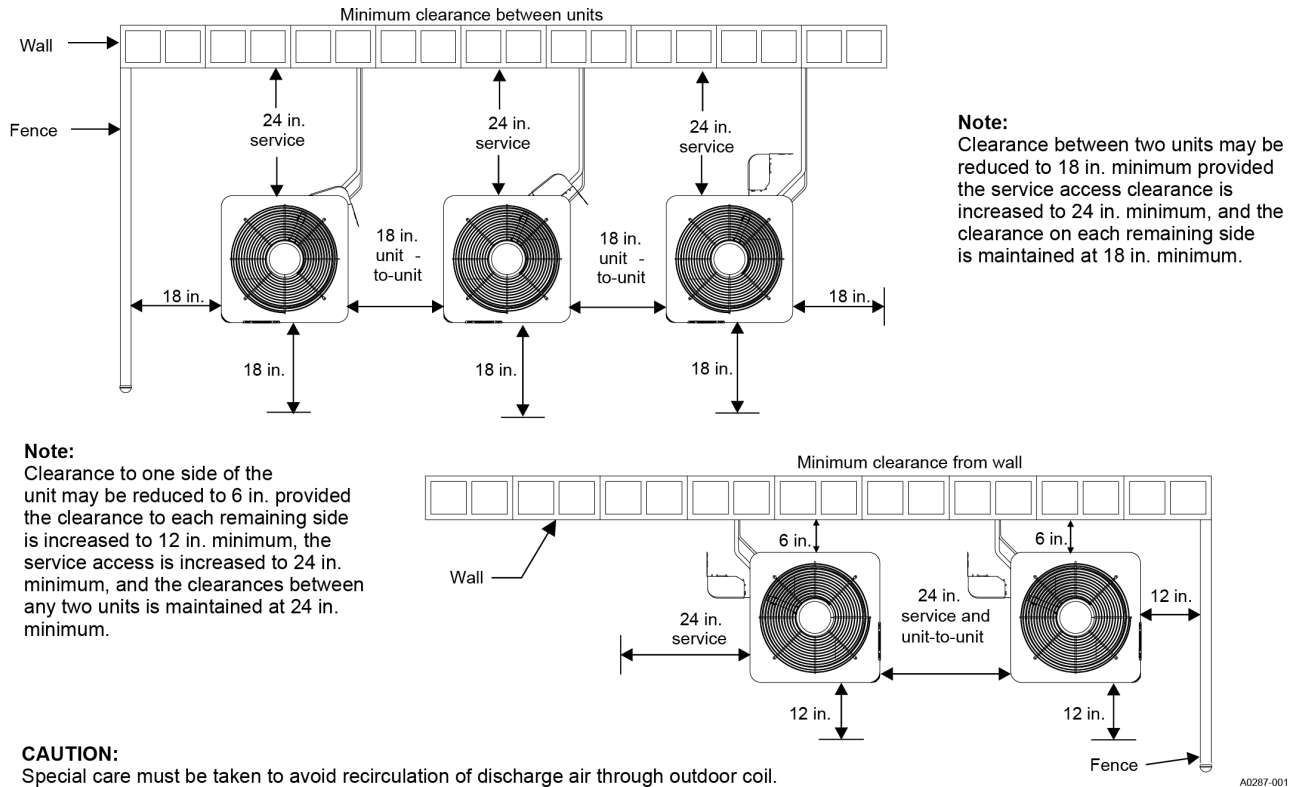 Minimum clearance between units
Wall
Fence
24 in.
service
24 in.
service
24 in.
service
18 in.
unit -
to-unit
18 in.
unit -
to-unit
18 in.
18 in.
18 in.
18 in.
18 in.
Note:
Clearance between two units may be
reduced to 18 in. minimum provided
the service access clearance is
increased to 24 in. minimum, and the
clearance on each remaining side
is maintained at 18 in. minimum.
Note:
Clearance to one side of the
unit may be reduced to 6 in. provided
the clearance to each remaining side
is increased to 12 in. minimum, the
service access is increased to 24 in.
minimum, and the clearances between
any two units is maintained at 24 in.
minimum.
Minimum clearance from wall
Wall
6 in.
6 in.
24 in.
service
24 in.
service and
unit-to-unit
12 in.
12 in.
12 in.
Fence
CAUTION:
Special care must be taken to avoid recirculation of discharge air through outdoor coil.
A0287-001